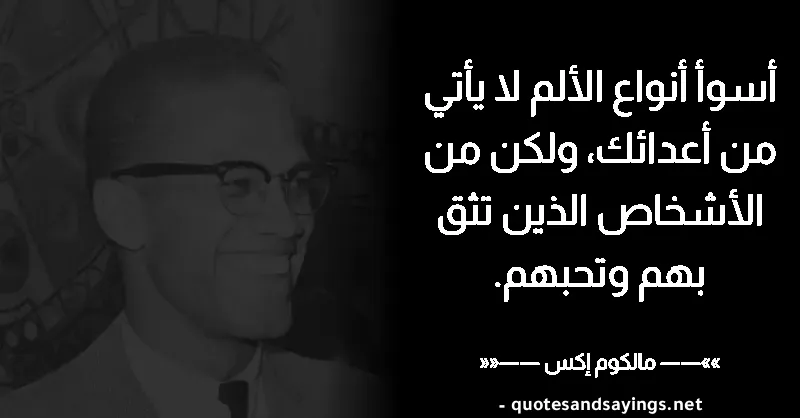 أسوأ أنواع الألم لا يأتي
من أعدائك، ولكن من
الأشخاص الذين تثق
بهم وتحبهم.
»»—— مالكوم إكس ——««
- quotesandsayings.net